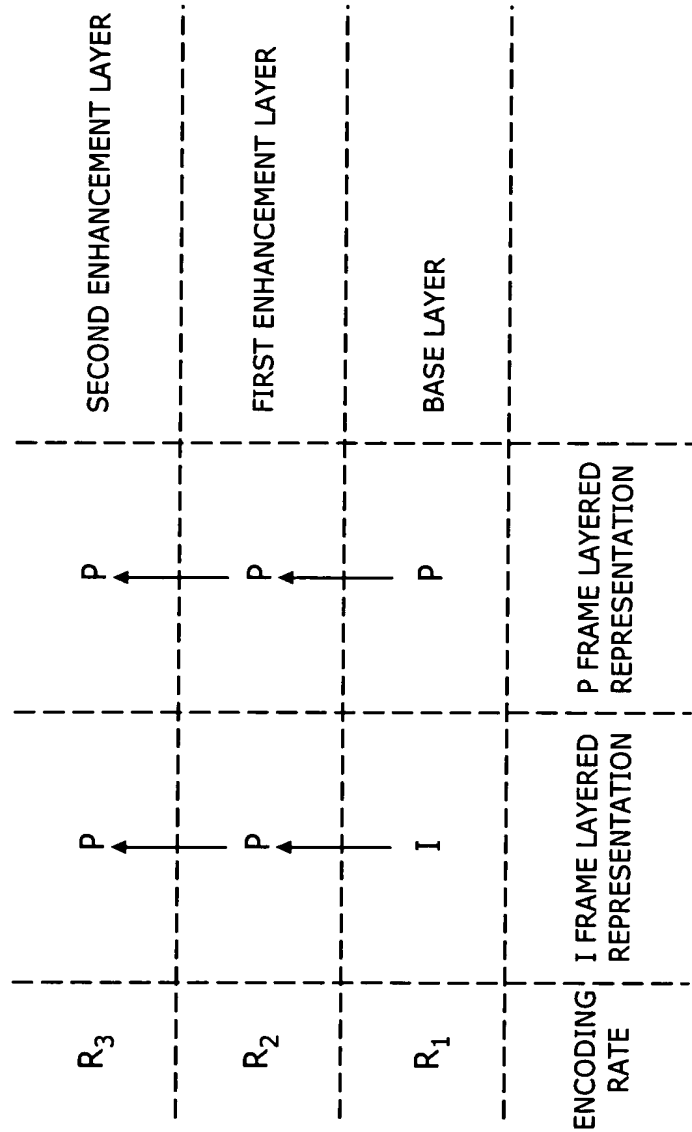 R3
P
P
SECOND ENHANCEMENT LAYER
R2
P
P
FIRST ENHANCEMENT LAYER
R1
I
P
BASE LAYER
ENCODING
RATE
I FRAME LAYERED
REPRESENTATION
P FRAME LAYERED
REPRESENTATION